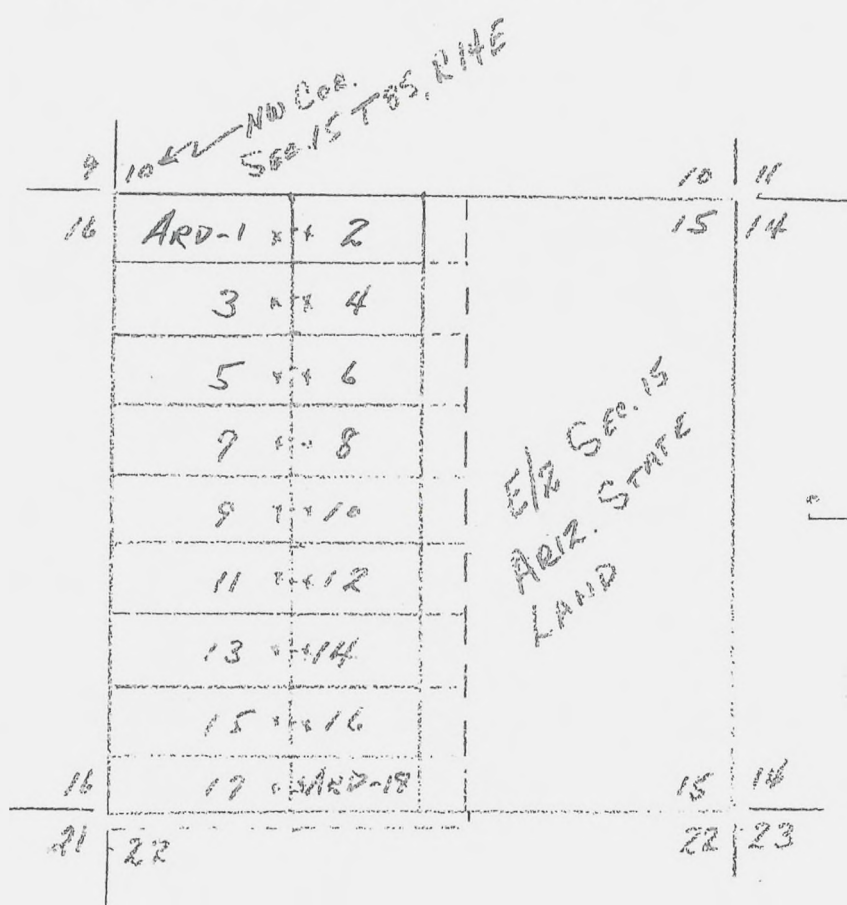 NW COR.
SEC. 15 T8S, R14E
9 10
10 11
16
15 14
ARD-1 2
3 4
5 6
7 8
9 10
E/2 SEC. 15
ARIZ. STATE
LAND
11 12
13 14
15 16
17 ARD-18
16
15 14
21 22
22 23